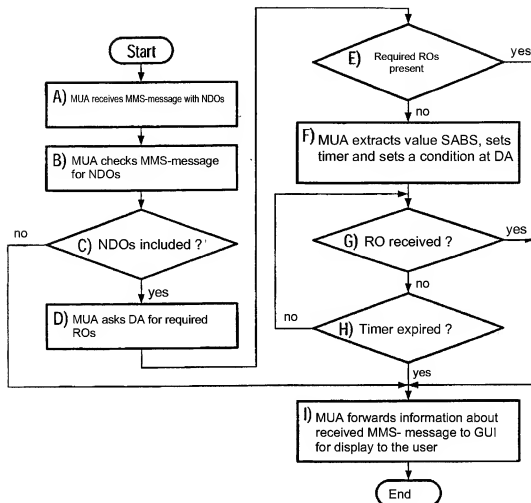 Start
A) MUA receives MMS-message with NDOs
B) MUA checks MMS-message
for NDOs
C) NDOs included ?
no
yes
D) MUA asks DA for required
ROs
E) Required ROs
present
yes
no
F) MUA extracts value SABS, sets
timer and sets a condition at DA
G) RO received ?
yes
no
H) Timer expired ?
no
yes
I) MUA forwards information about
received MMS- message to GUI
for display to the user
End